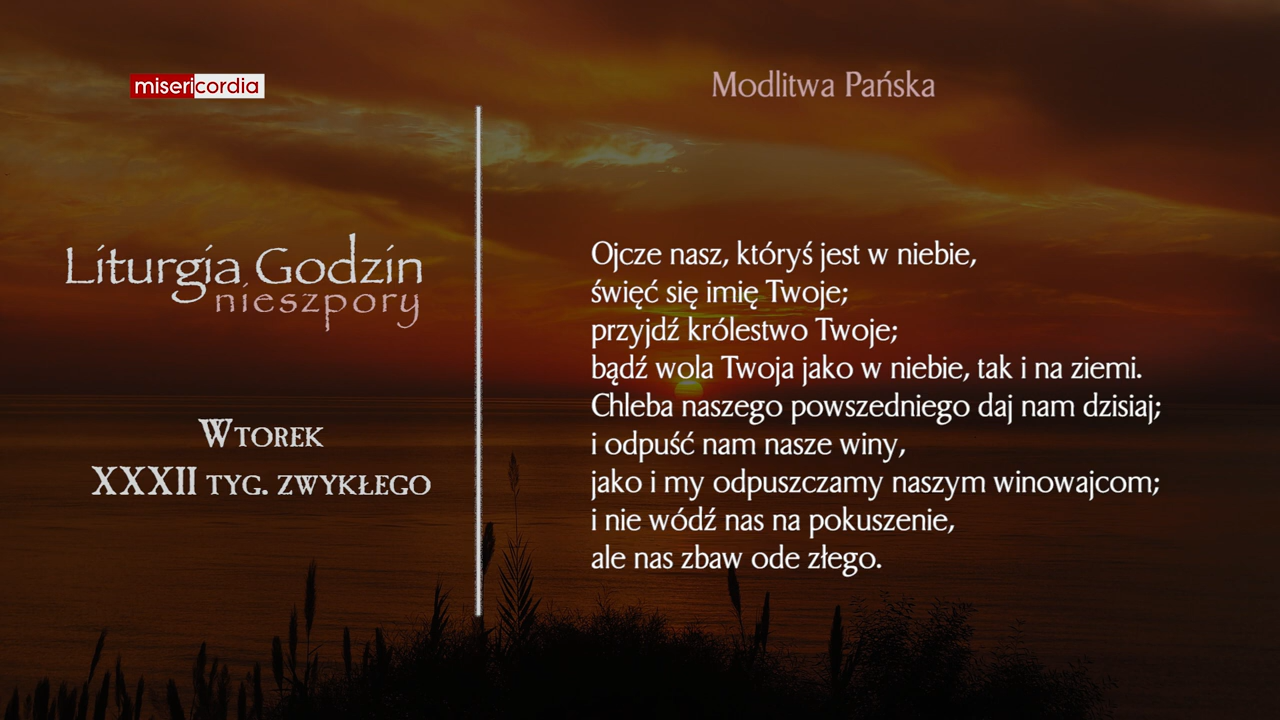 misericordia
Liturgia Godzin
nieszpory
Wtorek
XXXII tyg. zwykłego
Modlitwa Pańska
Ojcze nasz, któryś jest w niebie,
święć się imię Twoje;
przyjdź królestwo Twoje;
bądź wola Twoja jako w niebie, tak i na ziemi.
Chleba naszego powszedniego daj nam dzisiaj;
i odpuść nam nasze winy,
jako i my odpuszczamy naszym winowajcom;
i nie wódź nas na pokuszenie,
ale nas zbaw ode złego.